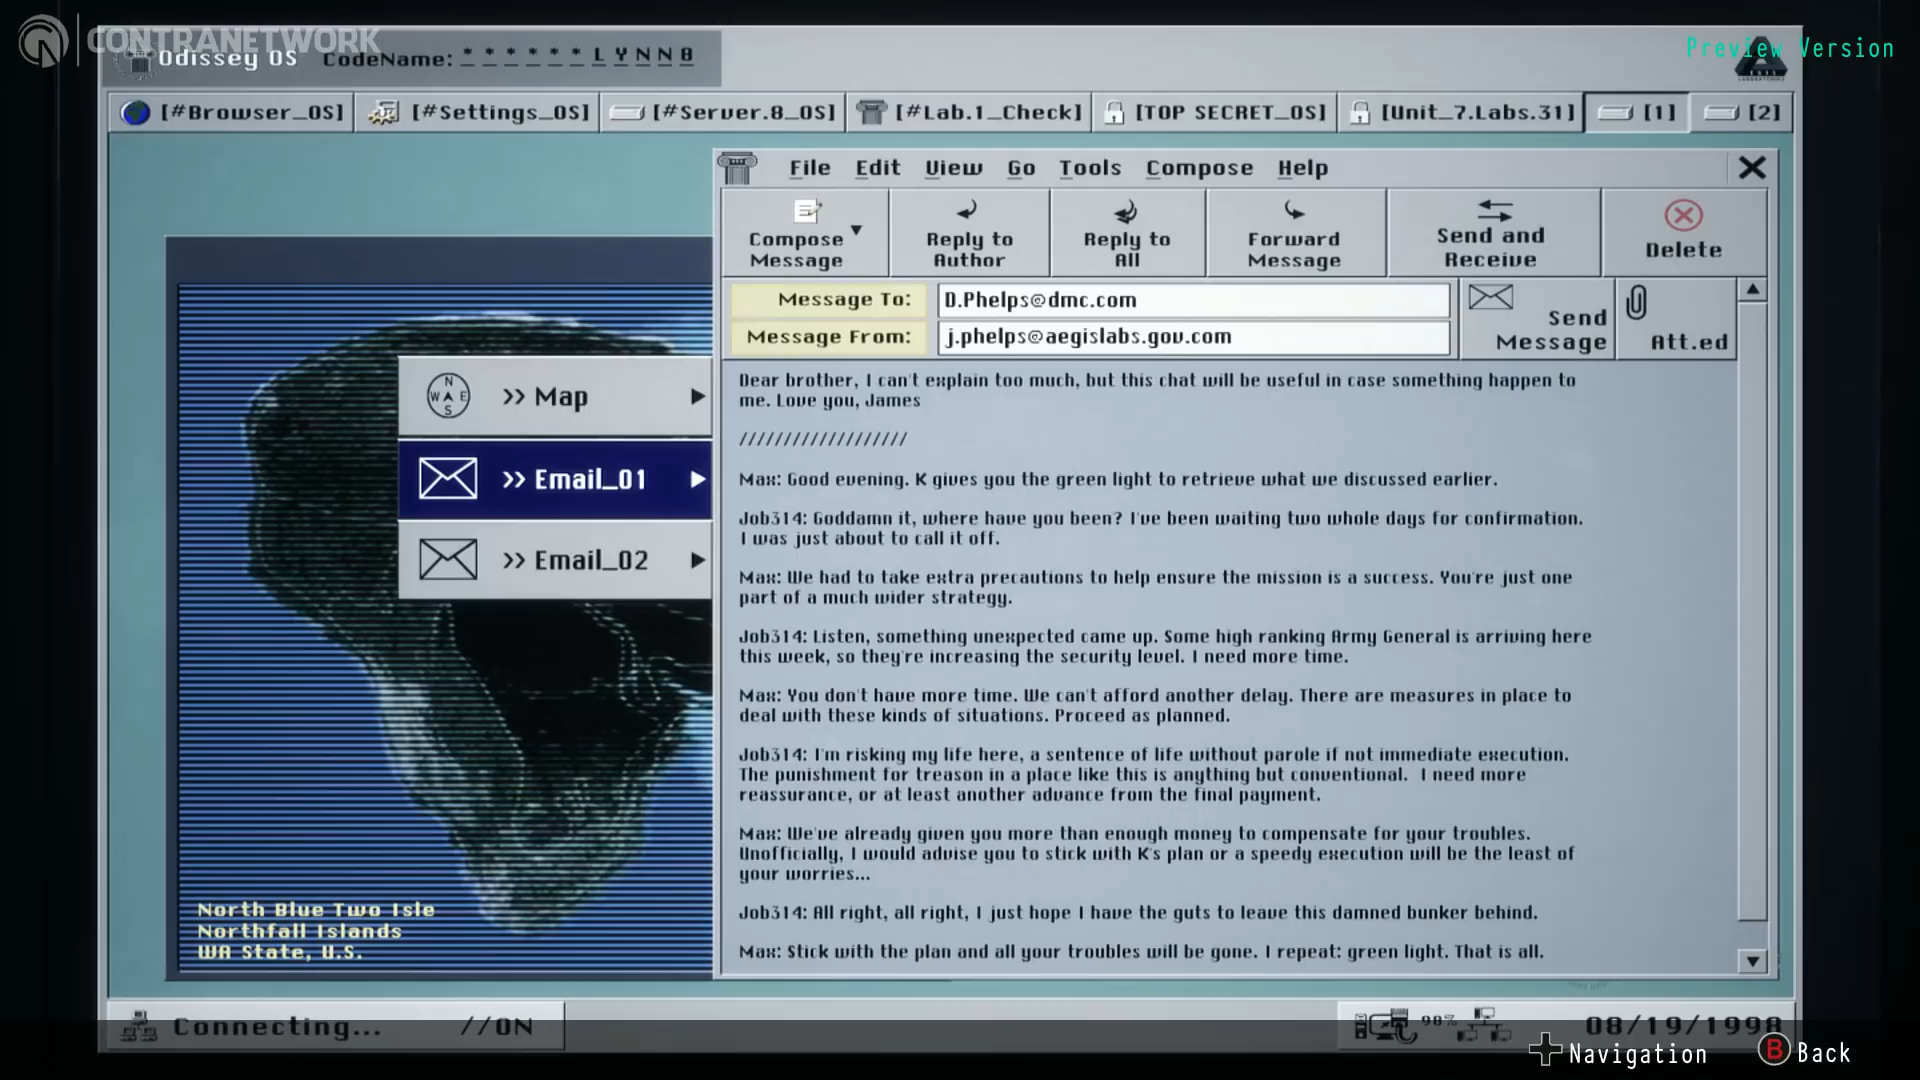 CONTRANETWORK
Odissey OS
CodeName: * * * * * * L Y N N 8
Preview Version
[#Browser_OS]
[#Settings_OS]
[#Server.8_OS]
[#Lab.1_Check]
[TOP SECRET_OS]
[Unit_7.Labs.31]
[1]
[2]
File Edit View Go Tools Compose Help
Compose
Message
Reply to
Author
Reply to
All
Forward
Message
Send and
Receive
Delete
Message To: D.Phelps@dmc.com
Message From: j.phelps@aegislabs.gov.com
Send
Message
Att.ed
N
W E
S
>> Map
>> Email_01
>> Email_02
Dear brother, I can't explain too much, but this chat will be useful in case something happen to
me. Love you, James
///////////////////
Max: Good evening. K gives you the green light to retrieve what we discussed earlier.
Job314: Goddamn it, where have you been? I've been waiting two whole days for confirmation.
I was just about to call it off.
Max: We had to take extra precautions to help ensure the mission is a success. You're just one
part of a much wider strategy.
Job314: Listen, something unexpected came up. Some high ranking Army General is arriving here
this week, so they're increasing the security level. I need more time.
Max: You don't have more time. We can't afford another delay. There are measures in place to
deal with these kinds of situations. Proceed as planned.
Job314: I'm risking my life here, a sentence of life without parole if not immediate execution.
The punishment for treason in a place like this is anything but conventional. I need more
reassurance, or at least another advance from the final payment.
Max: We've already given you more than enough money to compensate for your troubles.
Unofficially, I would advise you to stick with K's plan or a speedy execution will be the least of
your worries...
Job314: All right, all right, I just hope I have the guts to leave this damned bunker behind.
Max: Stick with the plan and all your troubles will be gone. I repeat: green light. That is all.
North Blue Two Isle
Northfall Islands
WA State, U.S.
Connecting... //ON
98%
08/19/1998
Navigation
B Back